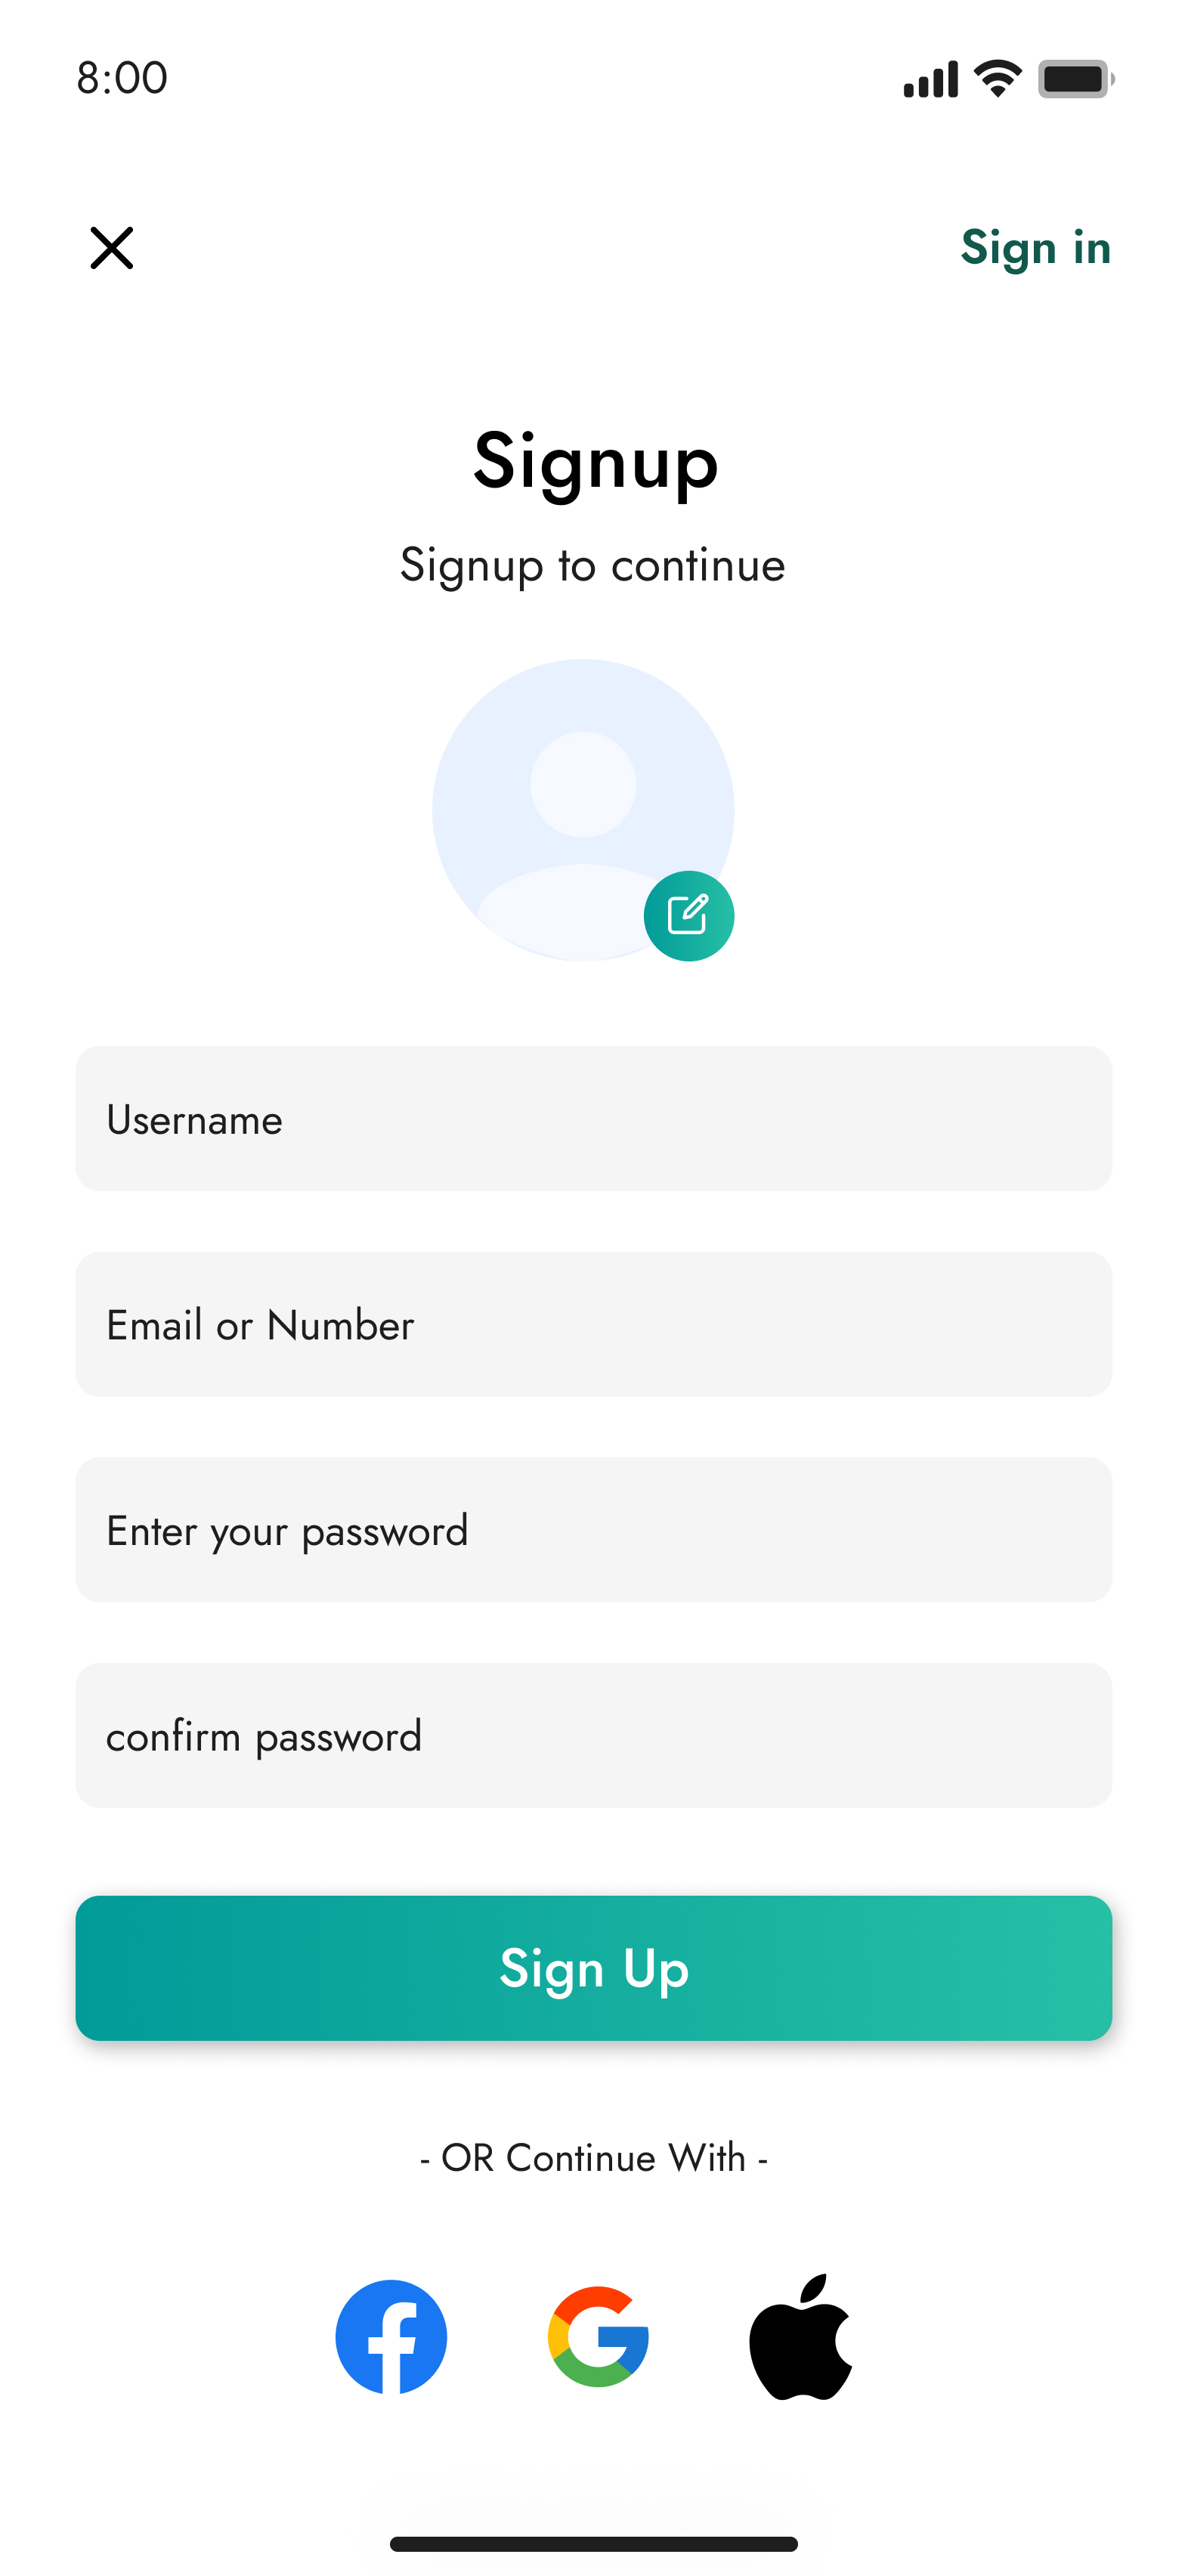 8:00
Sign in
Signup
Signup to continue
Username
Email or Number
Enter your password
confirm password
Sign Up
- OR Continue With -